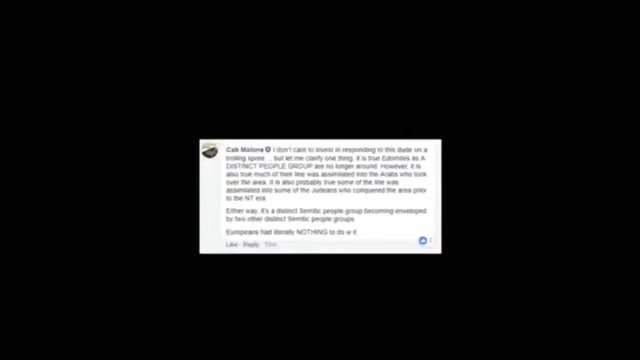 Cab Malone I don't care to invest in responding to this dude on a
trolling spree ... but let me clarify one thing. It is true Edomites as A
DISTINCT PEOPLE GROUP are no longer around. However, it is
also true much of their line was assimilated into the Arabs who took
over the area. It is also probably true some of the line was
assimilated into some of the Judeans who conquered the area prior
to the NT era.
Either way, it's a distinct Semitic people group becoming enveloped
by two other distinct Semitic people groups.
Europeans had literally NOTHING to do w it
Like Reply